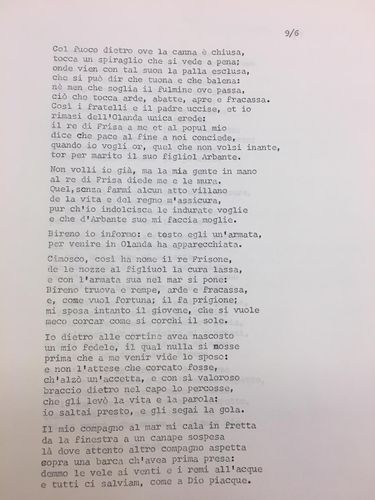 9/6
Col fuoco dietro ove la canna è chiusa,
tocca un spiraglio che si vede a pena;
onde vien con tal suon la palla esclusa,
che si può dir che tuona e che balena:
nè men che soglia il fulmine ove passa,
ciò che tocca arde, abatte, apre e fracassa.
Così i fratelli e il padre uccise, et io
rimasi dell'Olanda unica erede:
il re di Frisa a me et al popul mio
dice che pace al fine a noi conciede,
quando io vogli or, quel che non volsi inante,
tor per marito il suo figliol Arbante.
Non volli io già, ma la mia gente in mano
al re di Frisa diede me e le mura.
Quel, senza farmi alcun atto villano
de la vita e del regno m'assicura,
pur ch'io indolcisca le indurate voglie
e che d'Arbante suo mi faccia moglie.
Bireno io informo: e testo egli un'armata,
per venire in Olanda ha apparecchiata.
Cimosco, così ha nome il re Frisone,
de le nozze al figliuol la cura lassa,
e con l'armata sua nel mar si pone:
Bireno truova e rompe, arde e fracassa,
e, come vuol fortuna; il fa prigione;
mi sposa intanto il giovene, che si vuole
meco corcar come si corchi il sole.
Io dietro alle cortine avea nascosto
un mio fedele, il qual nulla si mosse
prima che a me venir vide lo sposo:
e non l'attese che corcato fosse,
ch'alzò un'accetta, e con sì valoroso
braccio dietro nel capo lo percosse,
che gli levò la vita e la parola:
io saltai presto, e gli segai la gola.
Il mio compagno al mar mi cala in fretta
da la finestra a un canape sospesa
là dove attento altro compagno aspetta
sopra una barca ch'avea prima presa:
demmo le vele ai venti e i remi all'acque
e tutti ci salviam, come a Dio piacque.